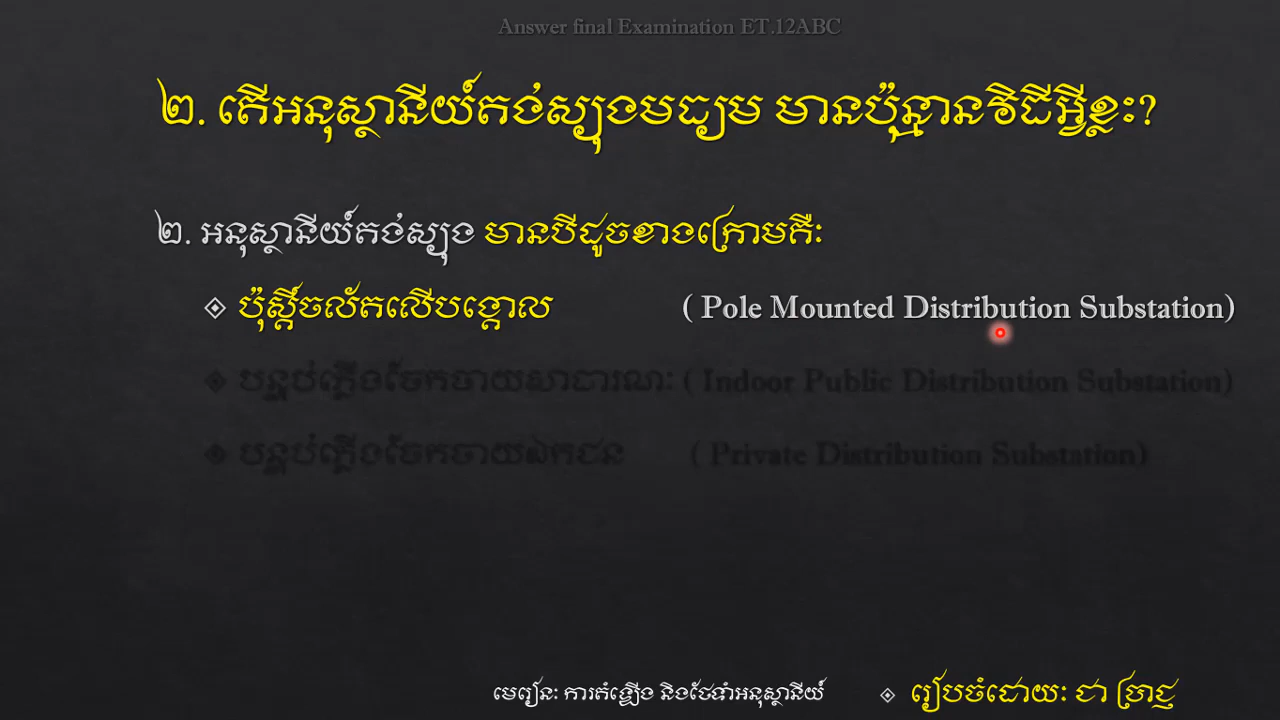 Answer final Examination ET.12ABC
២. តើអនុស្ថានីយ៍តង់ស្យុងមធ្យម មានប៉ុន្មានវិធីអ្វីខ្លះ?
២. អនុស្ថានីយ៍តង់ស្យុង មានបីដូចខាងក្រោមគឺៈ
ប៉ុស្តិ៍ចល័តលើបង្គោល ( Pole Mounted Distribution Substation)
បន្ទប់ភ្លើងចែកចាយសាធារណៈ ( Indoor Public Distribution Substation)
បន្ទប់ភ្លើងចែកចាយឯកជន ( Private Distribution Substation)
មេរៀនៈ ការតំឡើង និងថែទាំអនុស្ថានីយ៍ រៀបចំដោយៈ ជា ប្រាជ្ញ